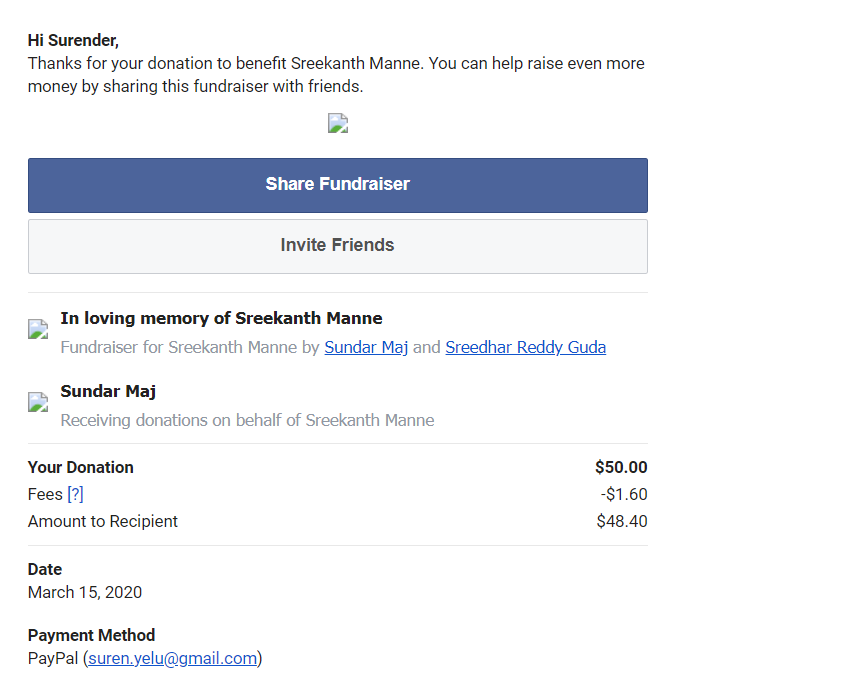 Hi Surender,
Thanks for your donation to benefit Sreekanth Manne. You can help raise even more
money by sharing this fundraiser with friends.
Share Fundraiser
Invite Friends
In loving memory of Sreekanth Manne
Fundraiser for Sreekanth Manne by Sundar Maj and Sreedhar Reddy Guda
Sundar Maj
Receiving donations on behalf of Sreekanth Manne
Your Donation $50.00
Fees [?] -$1.60
Amount to Recipient $48.40
Date
March 15, 2020
Payment Method
PayPal (suren.yelu@gmail.com)